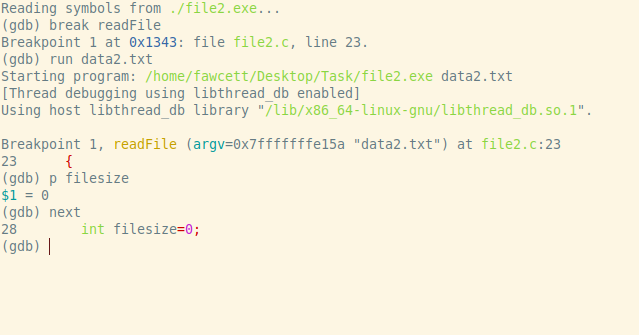 Reading symbols from ./file2.exe...
(gdb) break readFile
Breakpoint 1 at 0x1343: file file2.c, line 23.
(gdb) run data2.txt
Starting program: /home/fawcett/Desktop/Task/file2.exe data2.txt
[Thread debugging using libthread_db enabled]
Using host libthread_db library "/lib/x86_64-linux-gnu/libthread_db.so.1".

Breakpoint 1, readFile (argv=0x7fffffffe15a "data2.txt") at file2.c:23
23      {
(gdb) p filesize
$1 = 0
(gdb) next
28        int filesize=0;
(gdb)